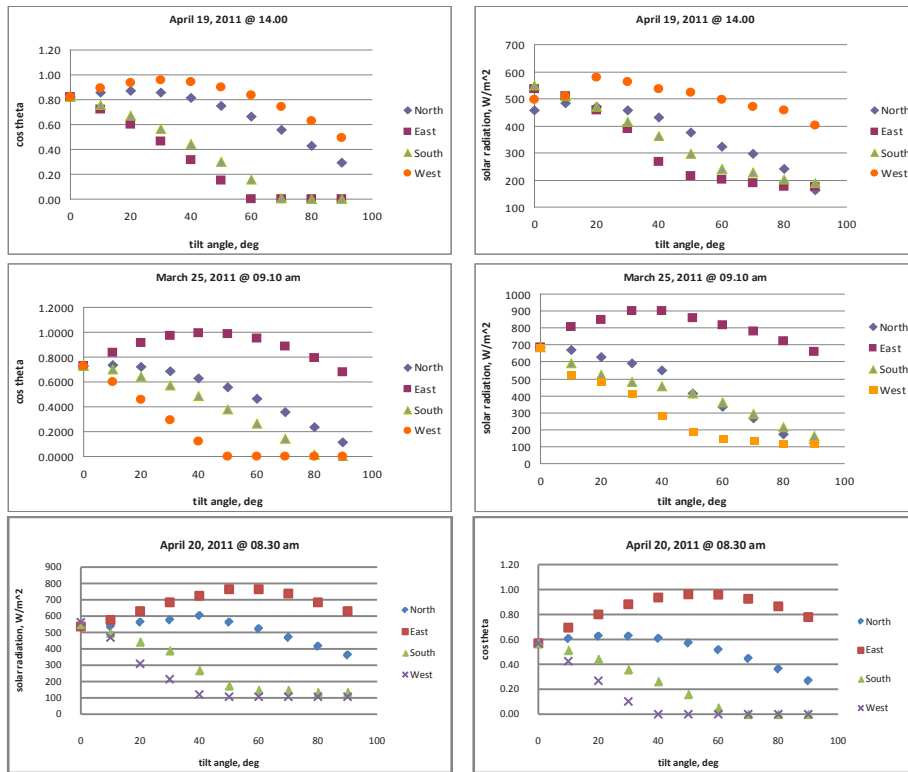 April 19, 2011 @ 14.00
cos theta
1.20
1.00
0.80
0.60
0.40
0.20
0.00
0 20 40 60 80 100
tilt angle, deg
North
East
South
West
April 19, 2011 @ 14.00
solar radiation, W/m^2
700
600
500
400
300
200
100
0 20 40 60 80 100
tilt angle, deg
North
East
South
West
March 25, 2011 @ 09.10 am
cos theta
1.2000
1.0000
0.8000
0.6000
0.4000
0.2000
0.0000
0 20 40 60 80 100
tilt angle, deg
North
East
South
West
March 25, 2011 @ 09.10 am
solar radiation, W/m^2
1000
900
800
700
600
500
400
300
200
100
0
0 20 40 60 80 100
tilt angle, deg
North
East
South
West
April 20, 2011 @ 08.30 am
solar radiation, W/m^2
900
800
700
600
500
400
300
200
100
0
0 20 40 60 80 100
tilt angle, deg
North
East
South
West
April 20, 2011 @ 08.30 am
cos theta
1.20
1.00
0.80
0.60
0.40
0.20
0.00
0 20 40 60 80 100
tilt angle, deg
North
East
South
West